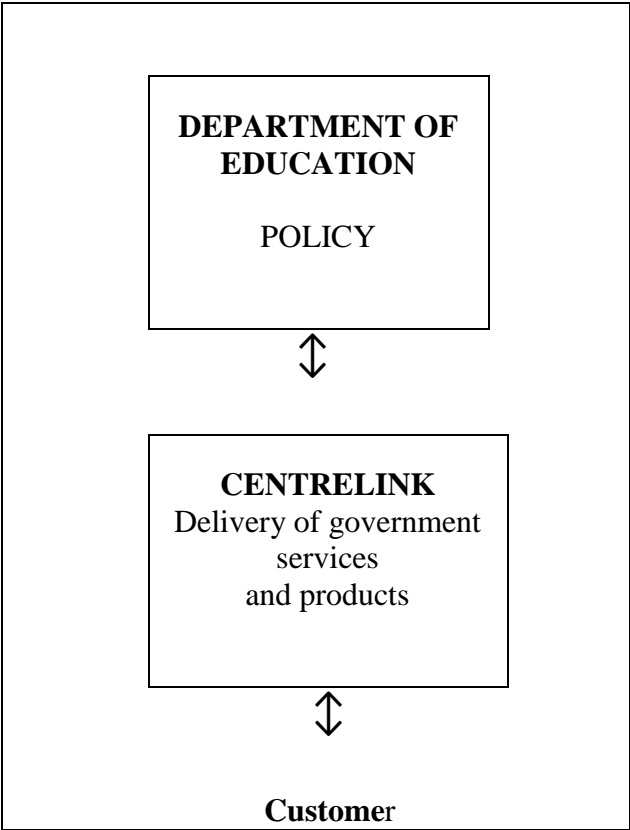 DEPARTMENT OF
EDUCATION
POLICY
CENTRELINK
Delivery of government
services
and products
Customer